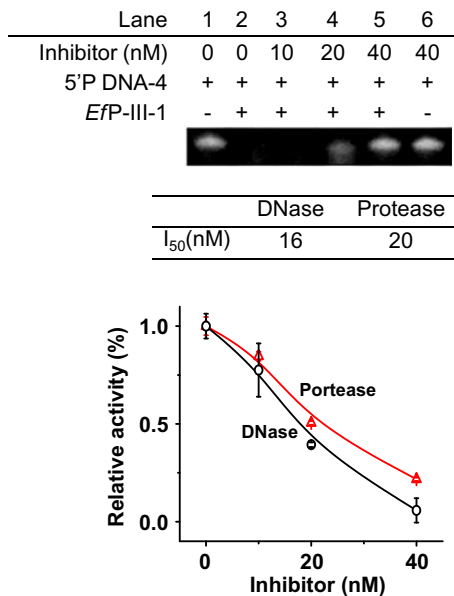 Lane 1 2 3 4 5 6
Inhibitor (nM) 0 0 10 20 40 40
5'P DNA-4 + + + + + +
EfP-III-1 - + + + + -
DNase Protease
I50(nM) 16 20
Relative activity (%)
1.0
0.5
0.0
Portease
DNase
0 20 40
Inhibitor (nM)